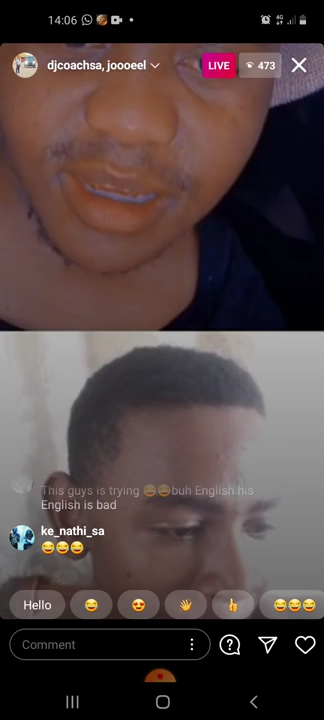 14:06
djcoachsa, joooeel LIVE 473
This guys is trying 😂😂buh English his
English is bad
ke_nathi_sa
😂😂😂
Hello 😂 😍 👋 👍 😂😂😂
Comment